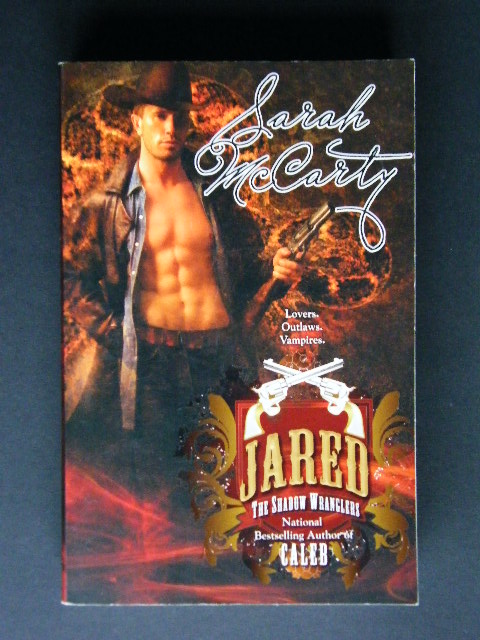 Sarah
McCarty
Lovers.
Outlaws.
Vampires.
JARED
THE SHADOW WRANGLERS
National
Bestselling Author of
CALEB